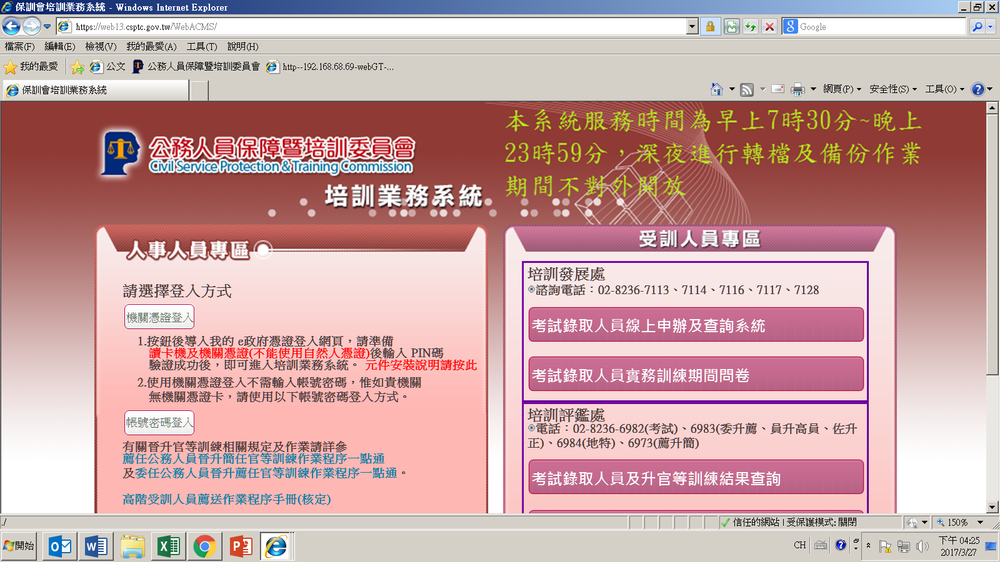 保訓會培訓業務系統 - Windows Internet Explorer
https://web13.csptc.gov.tw/WebACMS/
Google
檔案(F) 編輯(E) 檢視(V) 我的最愛(A) 工具(T) 說明(H)
我的最愛 公文 公務人員保障暨培訓委員會 http--192.168.68.69-webGT-...
保訓會培訓業務系統
網頁(P) 安全性(S) 工具(O)
公務人員保障暨培訓委員會
Civil Service Protection & Training Commission
培訓業務系統
本系統服務時間為早上7時30分~晚上
23時59分，深夜進行轉檔及備份作業
期間不對外開放
人事人員專區
請選擇登入方式
機關憑證登入
1.按鈕後導入我的 e政府憑證登入網頁，請準備
讀卡機及機關憑證(不能使用自然人憑證)後輸入 PIN碼
驗證成功後，即可進入培訓業務系統。 元件安裝說明請按此
2.使用機關憑證登入不需輸入帳號密碼，惟如貴機關
無機關憑證卡，請使用以下帳號密碼登入方式。
帳號密碼登入
有關晉升官等訓練相關規定及作業請詳參
薦任公務人員晉升簡任官等訓練作業程序一點通
及委任公務人員晉升薦任官等訓練作業程序一點通。
高階受訓人員薦送作業程序手冊(核定)
受訓人員專區
培訓發展處
諮詢電話：02-8236-7113、7114、7116、7117、7128
考試錄取人員線上申辦及查詢系統
考試錄取人員實務訓練期間問卷
培訓評鑑處
電話：02-8236-6982(考試)、6983(委升薦、員升高員、佐升
正)、6984(地特)、6973(薦升簡)
考試錄取人員及升官等訓練結果查詢
./
信任的網站 | 受保護模式: 關閉
150%
開始
CH
下午 04:25
2017/3/27